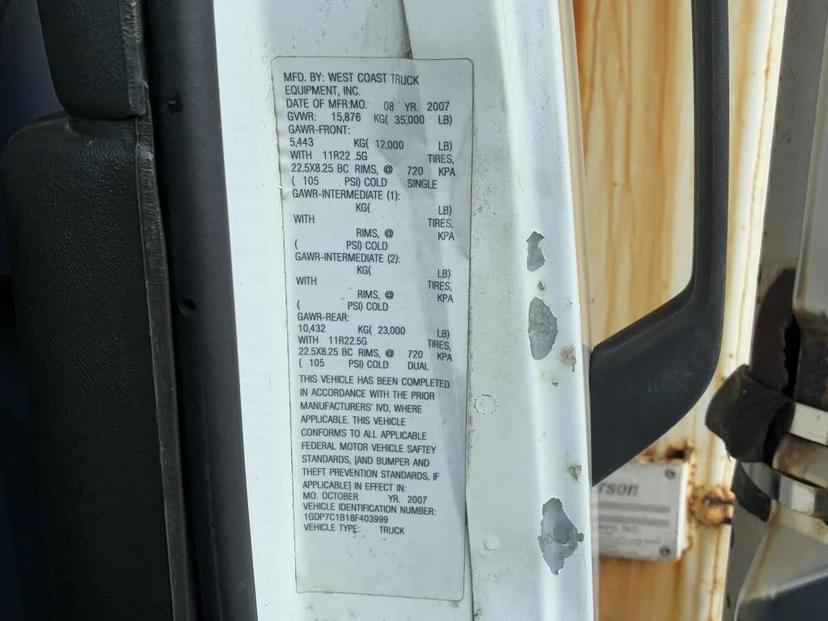 MFD. BY: WEST COAST TRUCK
EQUIPMENT, INC.
DATE OF MFR:MO. 08 YR. 2007
GVWR: 15,876 KG( 35,000 LB)
GAWR-FRONT:
5,443 KG( 12,000 LB)
WITH 11R22 .5G TIRES,
22.5X8.25 BC RIMS, @ 720 KPA
( 105 PSI) COLD SINGLE
GAWR-INTERMEDIATE (1):
KG( LB)
WITH TIRES,
RIMS, @ KPA
( PSI) COLD
GAWR-INTERMEDIATE (2):
KG( LB)
WITH TIRES,
RIMS, @ KPA
( PSI) COLD
GAWR-REAR:
10,432 KG( 23,000 LB)
WITH 11R22.5G TIRES,
22.5X8.25 BC RIMS, @ 720 KPA
( 105 PSI) COLD DUAL
THIS VEHICLE HAS BEEN COMPLETED
IN ACCORDANCE WITH THE PRIOR
MANUFACTURERS' IVD, WHERE
APPLICABLE. THIS VEHICLE
CONFORMS TO ALL APPLICABLE
FEDERAL MOTOR VEHICLE SAFTEY
STANDARDS, [AND BUMPER AND
THEFT PREVENTION STANDARDS, IF
APPLICABLE] IN EFFECT IN:
MO. OCTOBER YR. 2007
VEHICLE IDENTIFICATION NUMBER:
1GDP7C1B18F403999
VEHICLE TYPE: TRUCK
erson